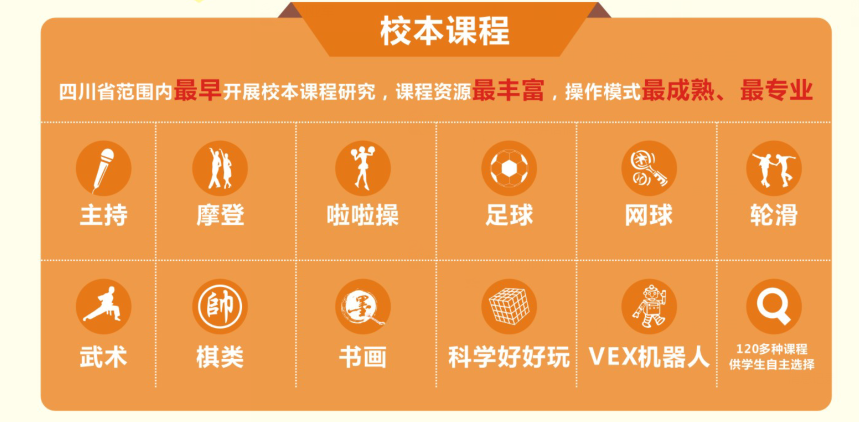 校本课程
四川省范围内最早开展校本课程研究，课程资源最丰富，操作模式最成熟、最专业
主持 摩登 啦啦操 足球 网球 轮滑
帥 墨
武术 棋类 书画 科学好好玩 VEX机器人 120多种课程
供学生自主选择